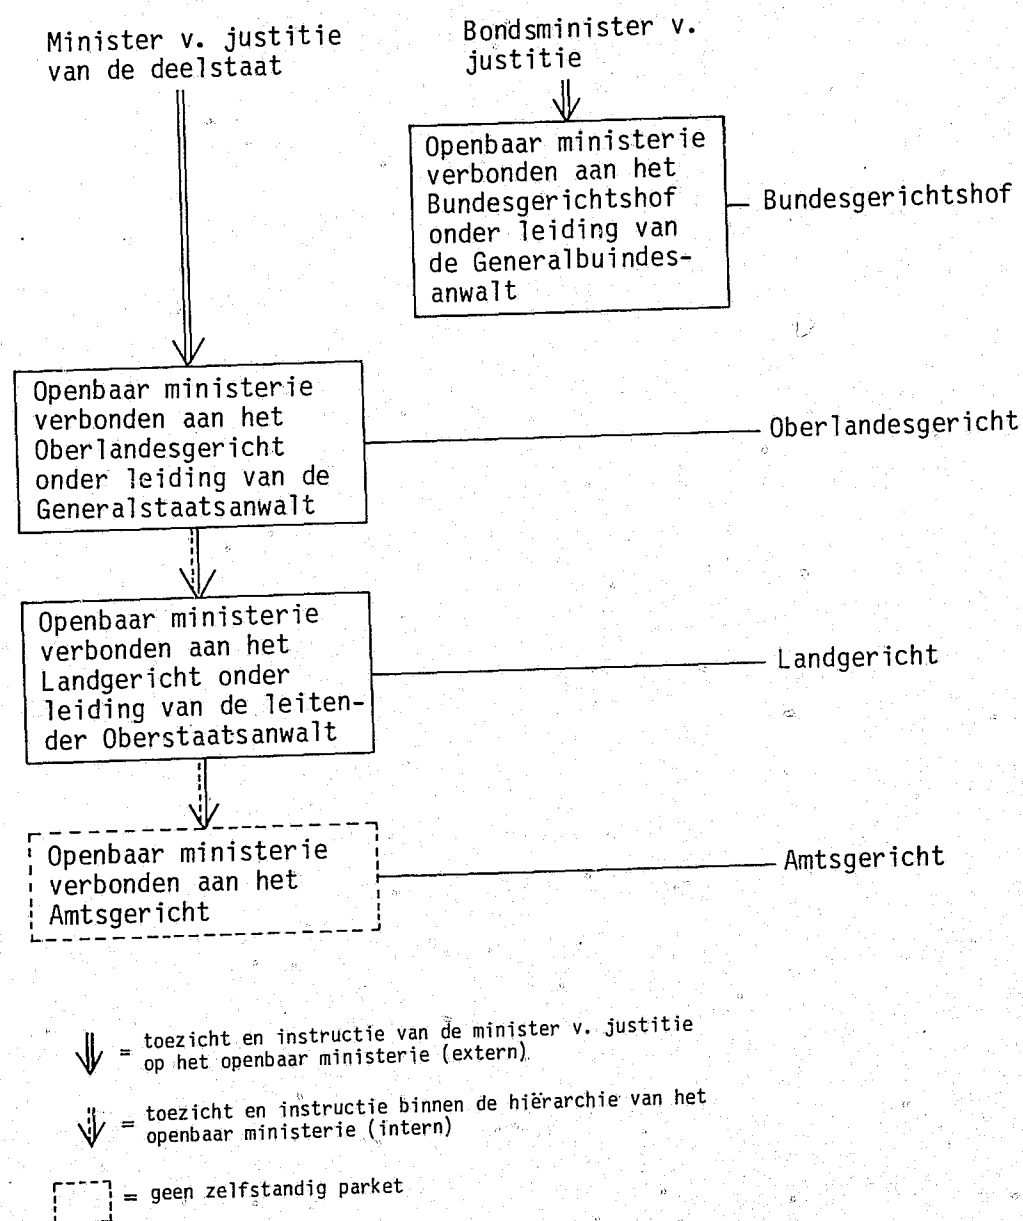 Minister v. justitie
van de deelstaat
Bondsminister v.
justitie
Openbaar ministerie
verbonden aan het
Bundesgerichtshof
onder leiding van
de Generalbuindes-
anwalt
Bundesgerichtshof
Openbaar ministerie
verbonden aan het
Oberlandesgericht
onder leiding van de
Generalstaatsanwalt
Oberlandesgericht
Openbaar ministerie
verbonden aan het
Landgericht onder
leiding van de leiten-
der Oberstaatsanwalt
Landgericht
Openbaar ministerie
verbonden aan het
Amtsgericht
Amtsgericht
= toezicht en instructie van de minister v. justitie
op het openbaar ministerie (extern)
= toezicht en instructie binnen de hiërarchie van het
openbaar ministerie (intern)
= geen zelfstandig parket